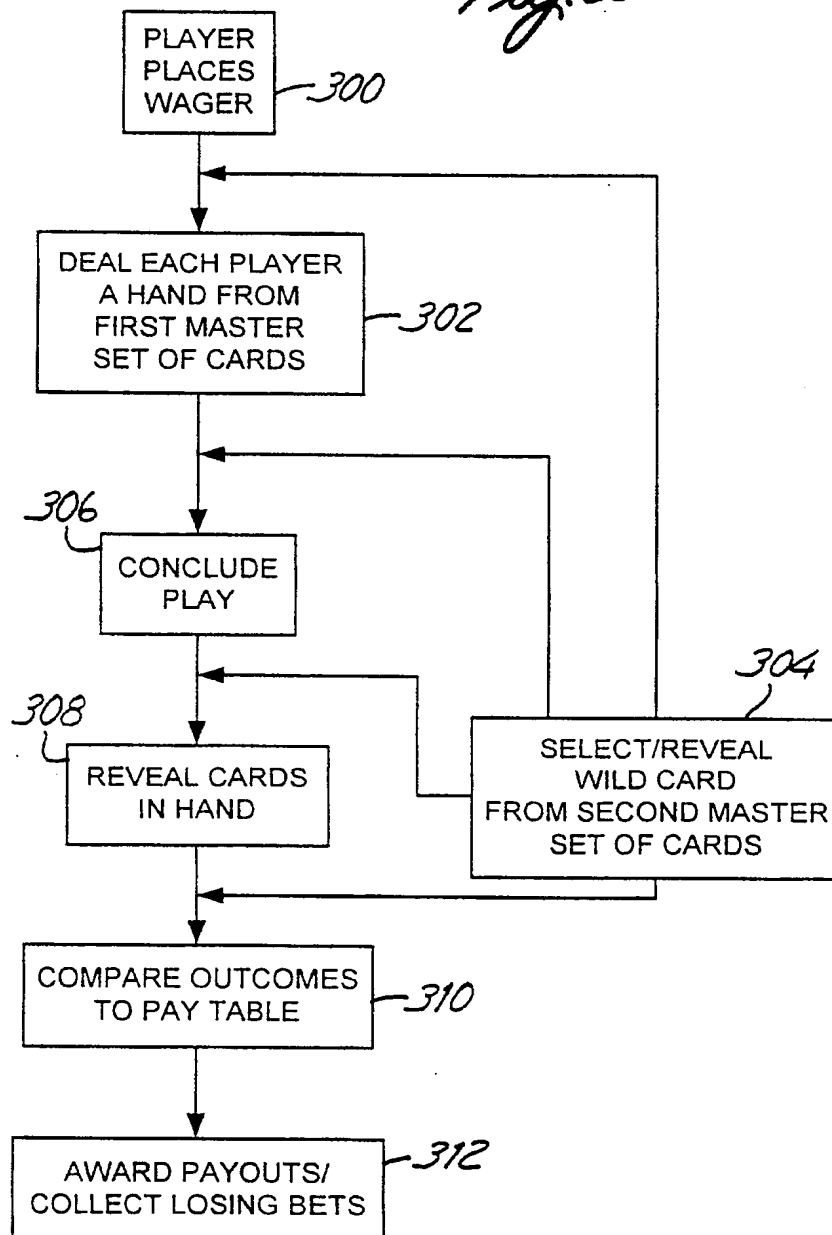 PLAYER
PLACES
WAGER
300
DEAL EACH PLAYER
A HAND FROM
FIRST MASTER
SET OF CARDS
302
306
CONCLUDE
PLAY
304
SELECT/REVEAL
WILD CARD
FROM SECOND MASTER
SET OF CARDS
308
REVEAL CARDS
IN HAND
COMPARE OUTCOMES
TO PAY TABLE
310
AWARD PAYOUTS/
COLLECT LOSING BETS
312